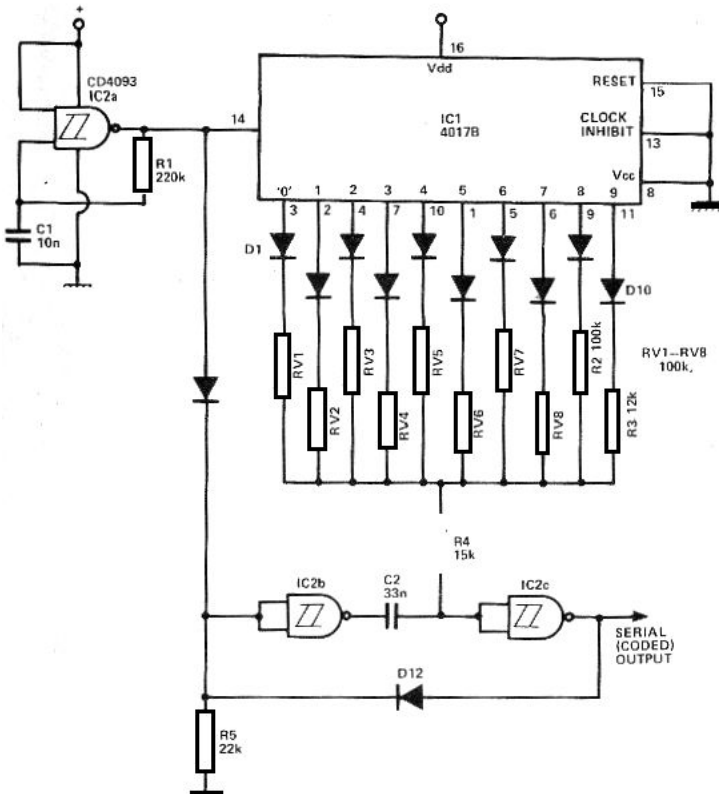 +
CD4093
IC2a
R1
220k
C1
10n
14
16
Vdd
IC1
4017B
RESET
15
CLOCK
INHIBIT
13
Vcc
8
'0' 1 2 3 4 5 6 7 8 9
3 2 4 7 10 1 5 6 9 11
D1
D10
RV1
RV2
RV3
RV4
RV5
RV6
RV7
RV8
R2 100k
R3 12k
RV1–RV8
100k,
R4
15k
IC2b
C2
33n
IC2c
SERIAL
(CODED)
OUTPUT
D12
R5
22k